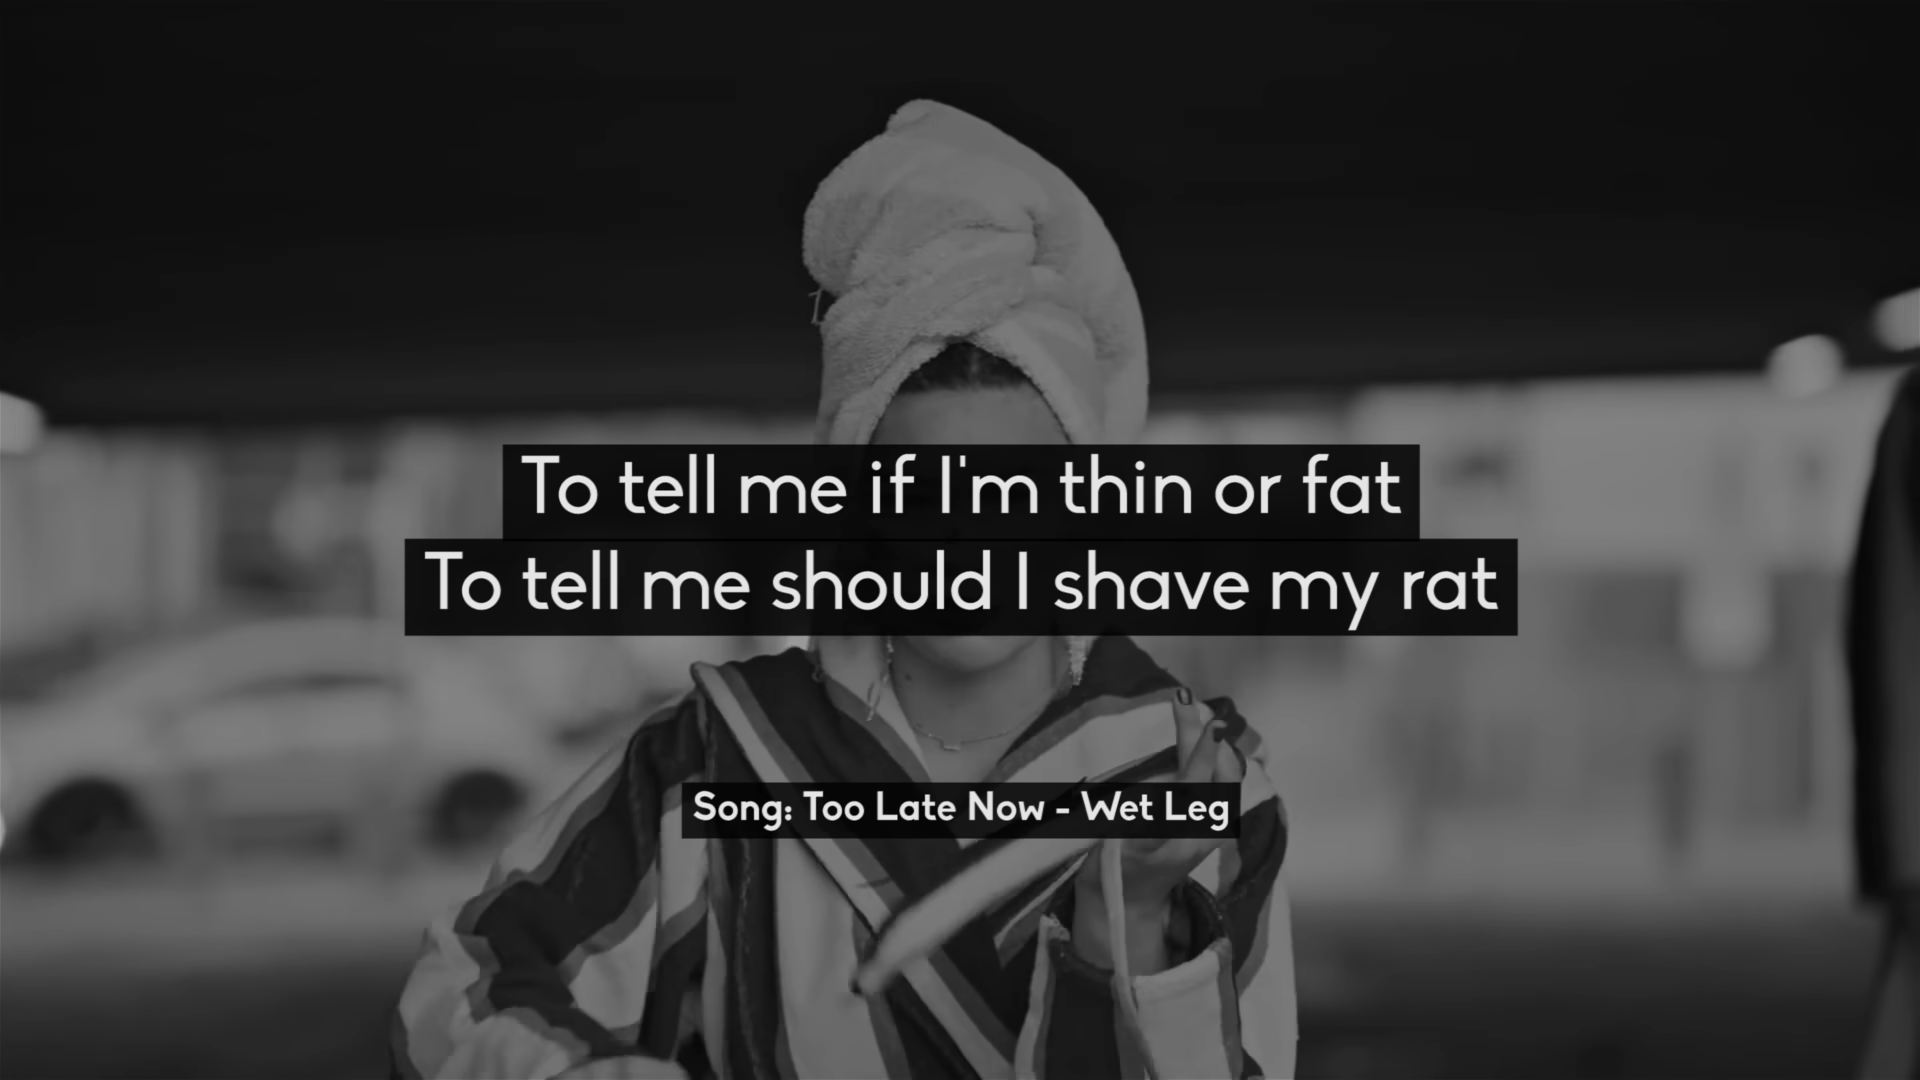 To tell me if I'm thin or fat
To tell me should I shave my rat
Song: Too Late Now - Wet Leg